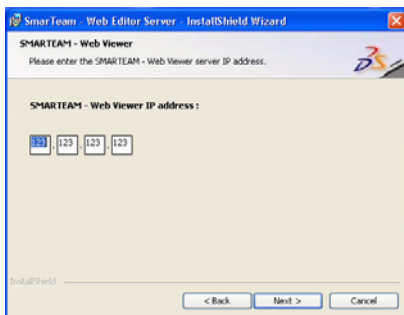 SmarTeam - Web Editor Server - InstallShield Wizard
SMARTEAM - Web Viewer
Please enter the SMARTEAM - Web Viewer server IP address.
SMARTEAM - Web Viewer IP address :
123 . 123 . 123 . 123
InstallShield
< Back Next > Cancel